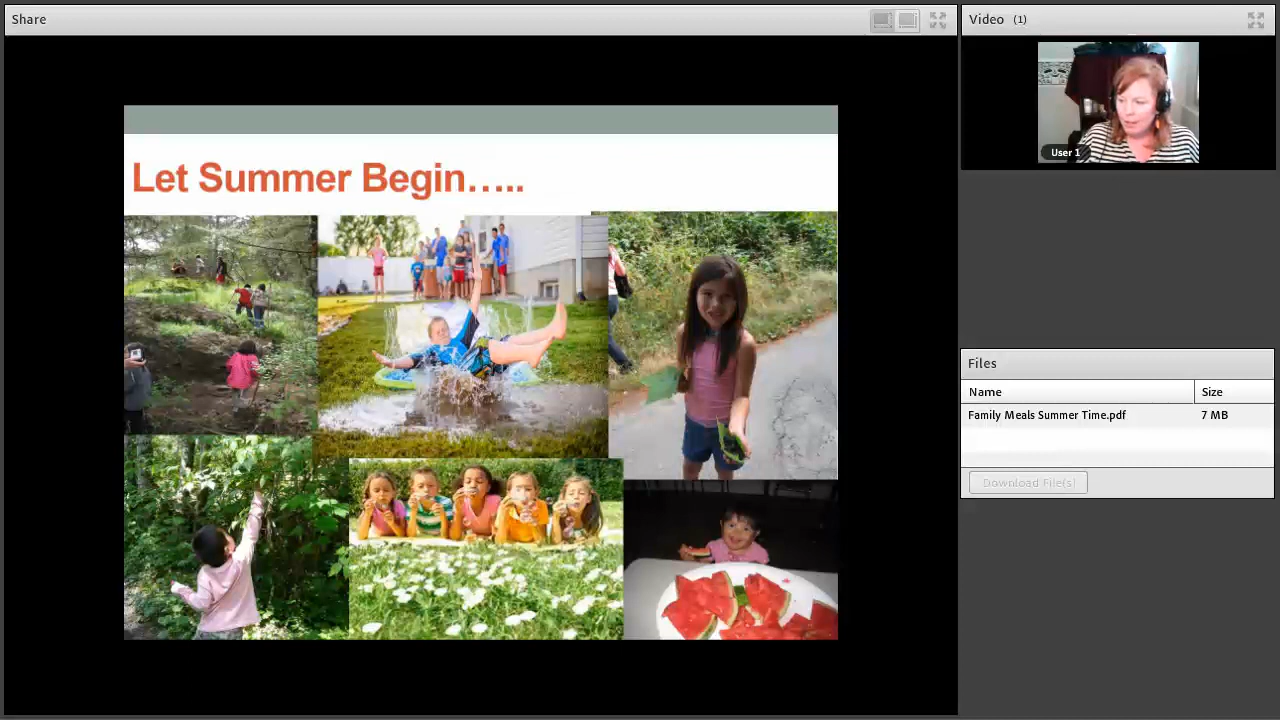 Share
Video (1)
User 1
Let Summer Begin…..
Files
Name Size
Family Meals Summer Time.pdf 7 MB
Download File(s)